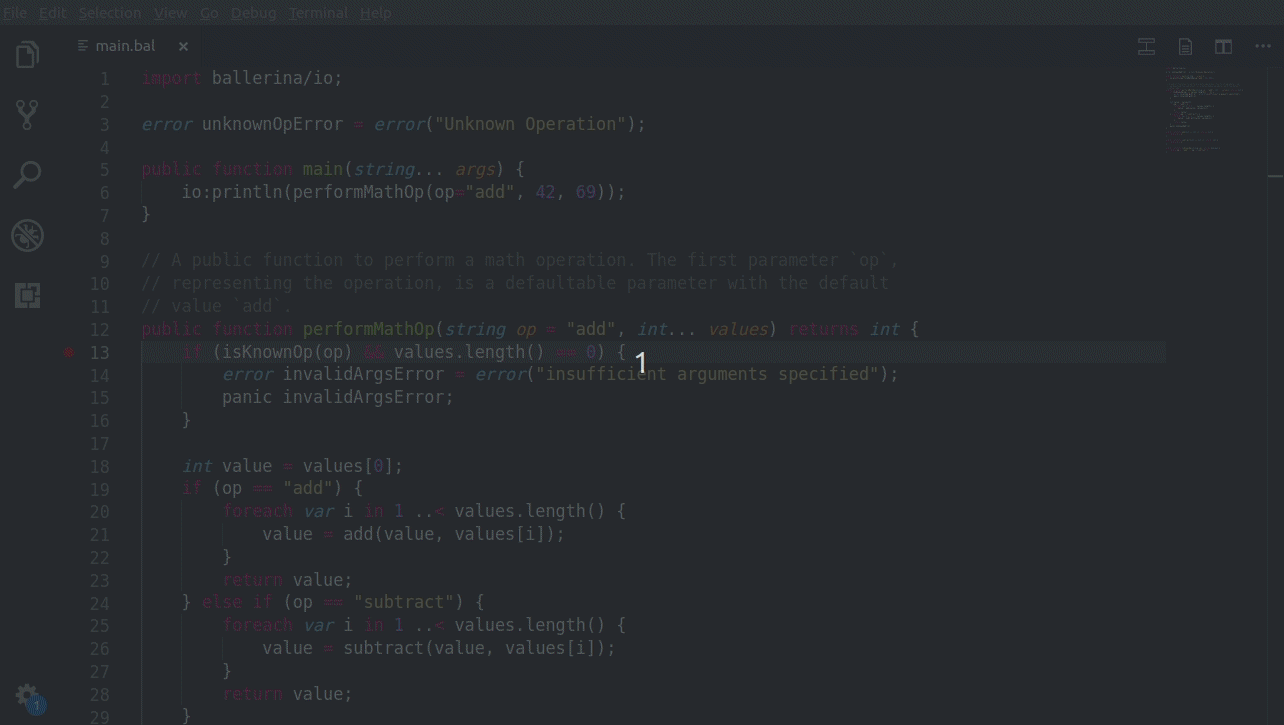 File Edit Selection View Go Debug Terminal Help
main.bal
1 import ballerina/io;
2
3 error unknownOpError = error("Unknown Operation");
4
5 public function main(string... args) {
6 io:println(performMathOp(op="add", 42, 69));
7 }
8
9 // A public function to perform a math operation. The first parameter `op`,
10 // representing the operation, is a defaultable parameter with the default
11 // value `add`.
12 public function performMathOp(string op = "add", int... values) returns int {
13 if (isKnownOp(op) && values.length() == 0) {
1
14 error invalidArgsError = error("insufficient arguments specified");
15 panic invalidArgsError;
16 }
17
18 int value = values[0];
19 if (op == "add") {
20 foreach var i in 1 ..< values.length() {
21 value = add(value, values[i]);
22 }
23 return value;
24 } else if (op == "subtract") {
25 foreach var i in 1 ..< values.length() {
26 value = subtract(value, values[i]);
27 }
28 return value;
29 }
1